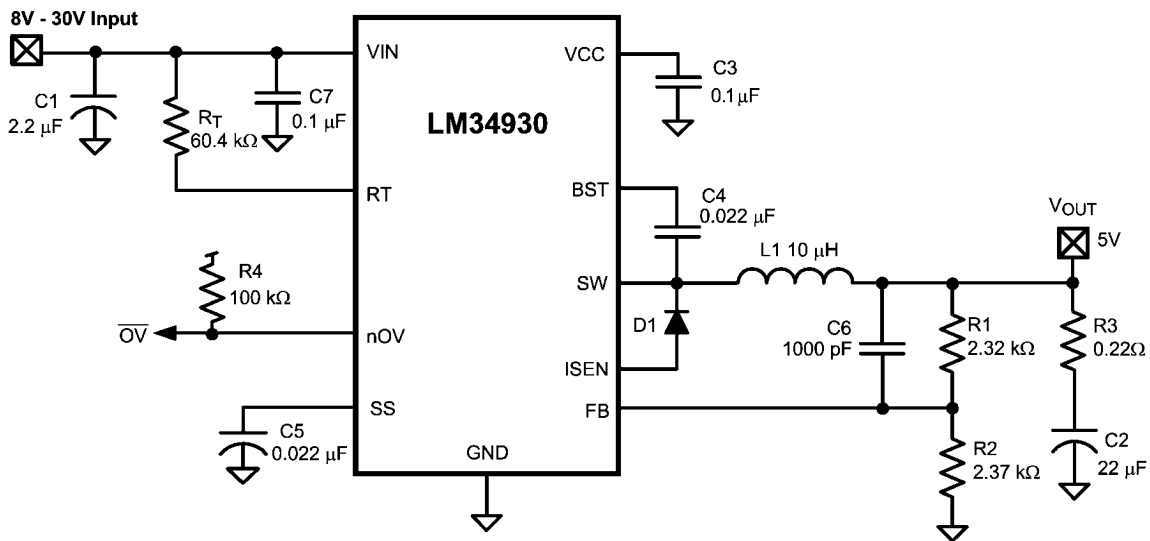 8V - 30V Input
VIN
VCC
C3
0.1 μF
C1
2.2 μF
RT
60.4 kΩ
C7
0.1 μF
LM34930
RT
BST
C4
0.022 μF
VOUT
5V
L1 10 μH
SW
R4
100 kΩ
OV
nOV
D1
C6
1000 pF
R1
2.32 kΩ
R3
0.22Ω
ISEN
SS
FB
C5
0.022 μF
GND
R2
2.37 kΩ
C2
22 μF